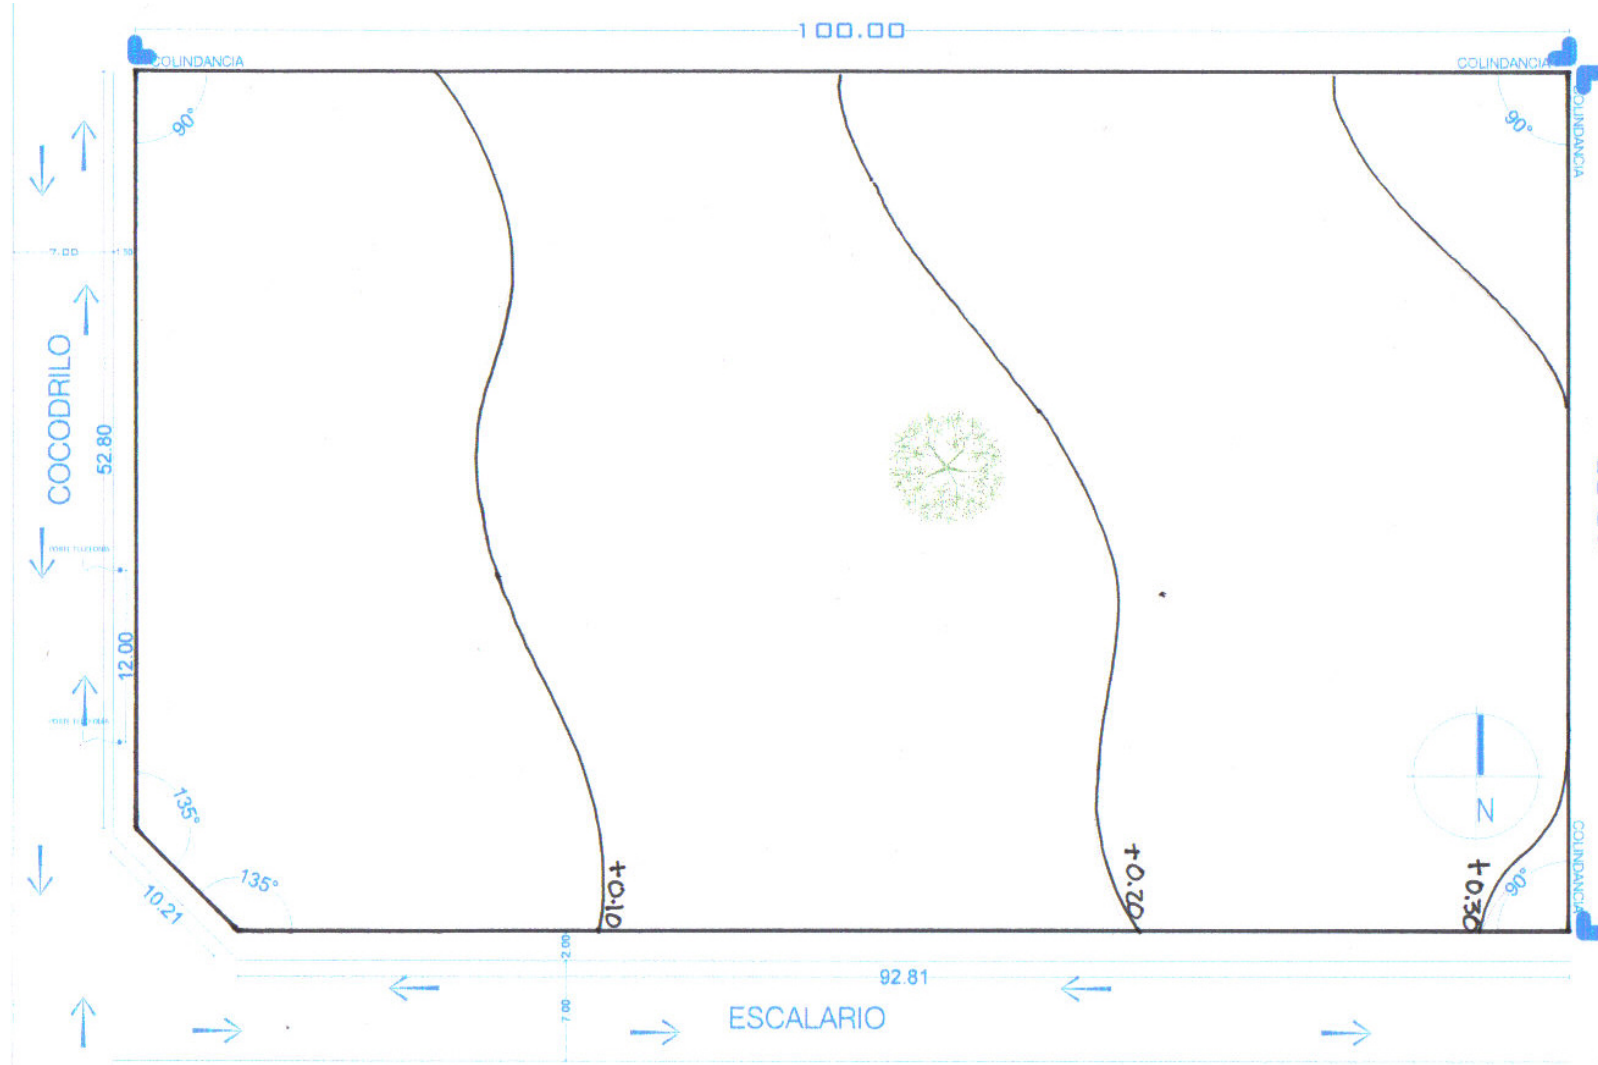 100.00
COLINDANCIA
COLINDANCIA
COLINDANCIA
90°
90°
7.00
COCODRILO
52.80
12.00
135°
135°
10.21
+0.10
+0.20
+0.30
90°
N
COLINDANCIA
2.00
92.81
7.00
ESCALARIO